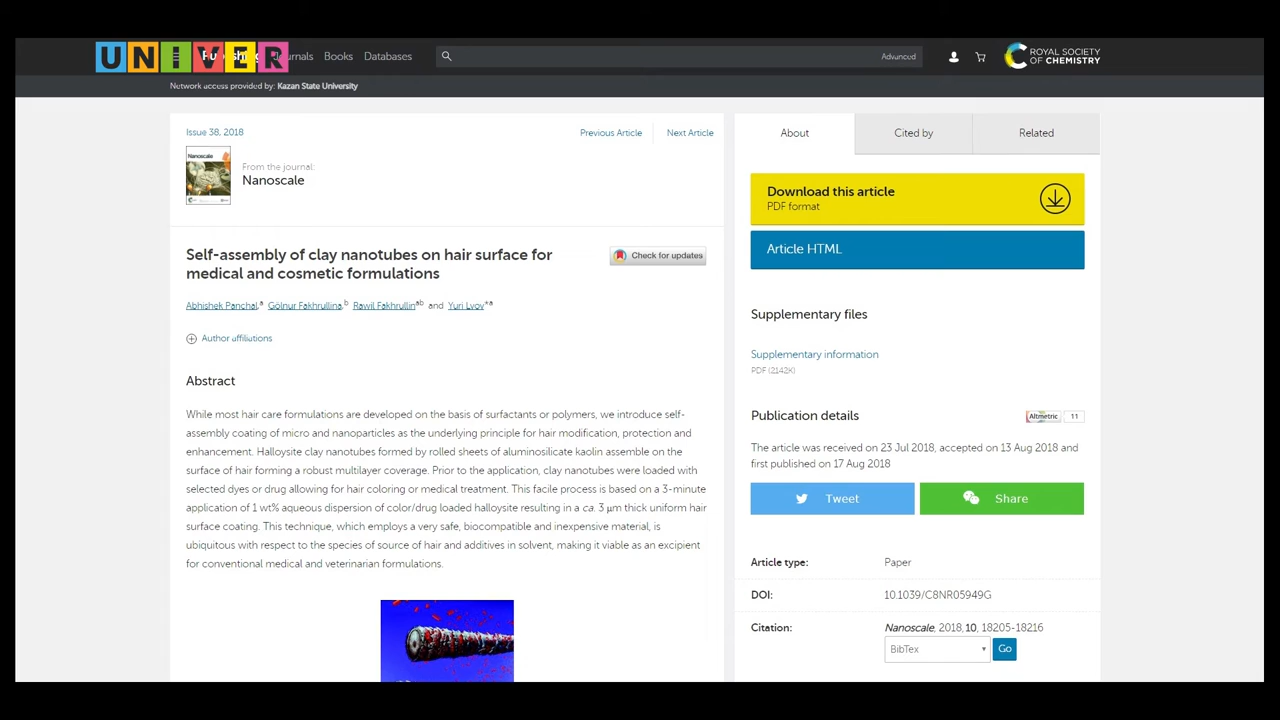 UNIVER
Publishing Journals Books Databases
Advanced
ROYAL SOCIETY
OF CHEMISTRY
Network access provided by: Kazan State University
Issue 38, 2018
Previous Article
Next Article
Nanoscale
From the journal:
Nanoscale
Self-assembly of clay nanotubes on hair surface for
medical and cosmetic formulations
Check for updates
Abhishek Panchal,a Gölnur Fakhrullina,b Rawil Fakhrullinab and Yuri Lvov*a
Author affiliations
Abstract
While most hair care formulations are developed on the basis of surfactants or polymers, we introduce self-
assembly coating of micro and nanoparticles as the underlying principle for hair modification, protection and
enhancement. Halloysite clay nanotubes formed by rolled sheets of aluminosilicate kaolin assemble on the
surface of hair forming a robust multilayer coverage. Prior to the application, clay nanotubes were loaded with
selected dyes or drug allowing for hair coloring or medical treatment. This facile process is based on a 3-minute
application of 1 wt% aqueous dispersion of color/drug loaded halloysite resulting in a ca. 3 μm thick uniform hair
surface coating. This technique, which employs a very safe, biocompatible and inexpensive material, is
ubiquitous with respect to the species of source of hair and additives in solvent, making it viable as an excipient
for conventional medical and veterinarian formulations.
About
Cited by
Related
Download this article
PDF format
Article HTML
Supplementary files
Supplementary information
PDF (2142K)
Publication details
Altmetric 11
The article was received on 23 Jul 2018, accepted on 13 Aug 2018 and
first published on 17 Aug 2018
Tweet
Share
Article type: Paper
DOI: 10.1039/C8NR05949G
Citation: Nanoscale, 2018, 10, 18205-18216
BibTex
Go